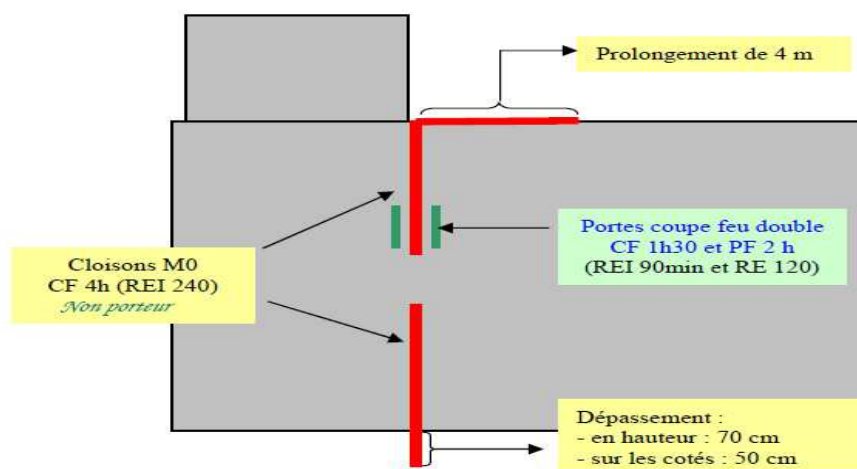 Prolongement de 4 m
Portes coupe feu double
CF 1h30 et PF 2 h
(REI 90min et RE 120)
Cloisons M0
CF 4h (REI 240)
Non porteur
Dépassement :
- en hauteur : 70 cm
- sur les cotés : 50 cm